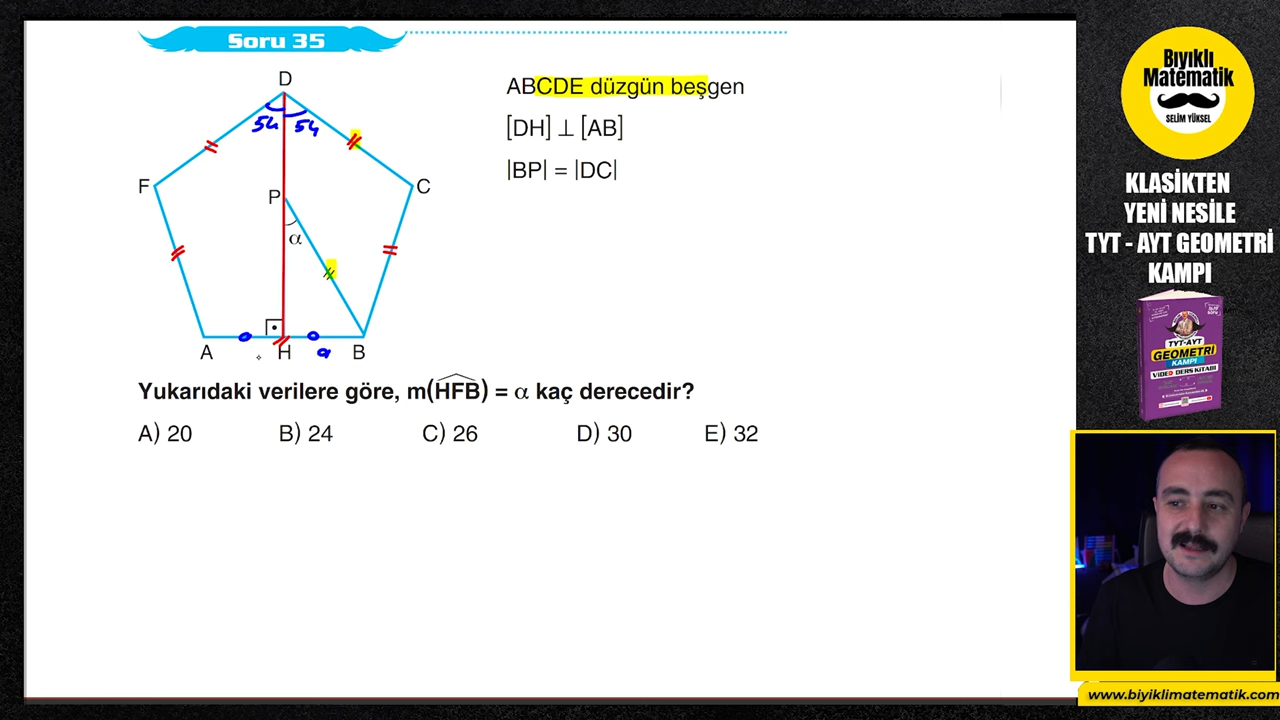 Soru 35
D
54 54
F
C
P
α
A
H
B
a
ABCDE düzgün beşgen
[DH] ⊥ [AB]
|BP| = |DC|
Yukarıdaki verilere göre, m(HFB) = α kaç derecedir?
A) 20 B) 24 C) 26 D) 30 E) 32
Bıyıklı
Matematik
SELİM YÜKSEL
KLASİKTEN
YENİ NESİLE
TYT - AYT GEOMETRİ
KAMPI
TYT-AYT
GEOMETRİ
KAMPI
VİDEO DERS KİTABI
www.biyiklimatematik.com